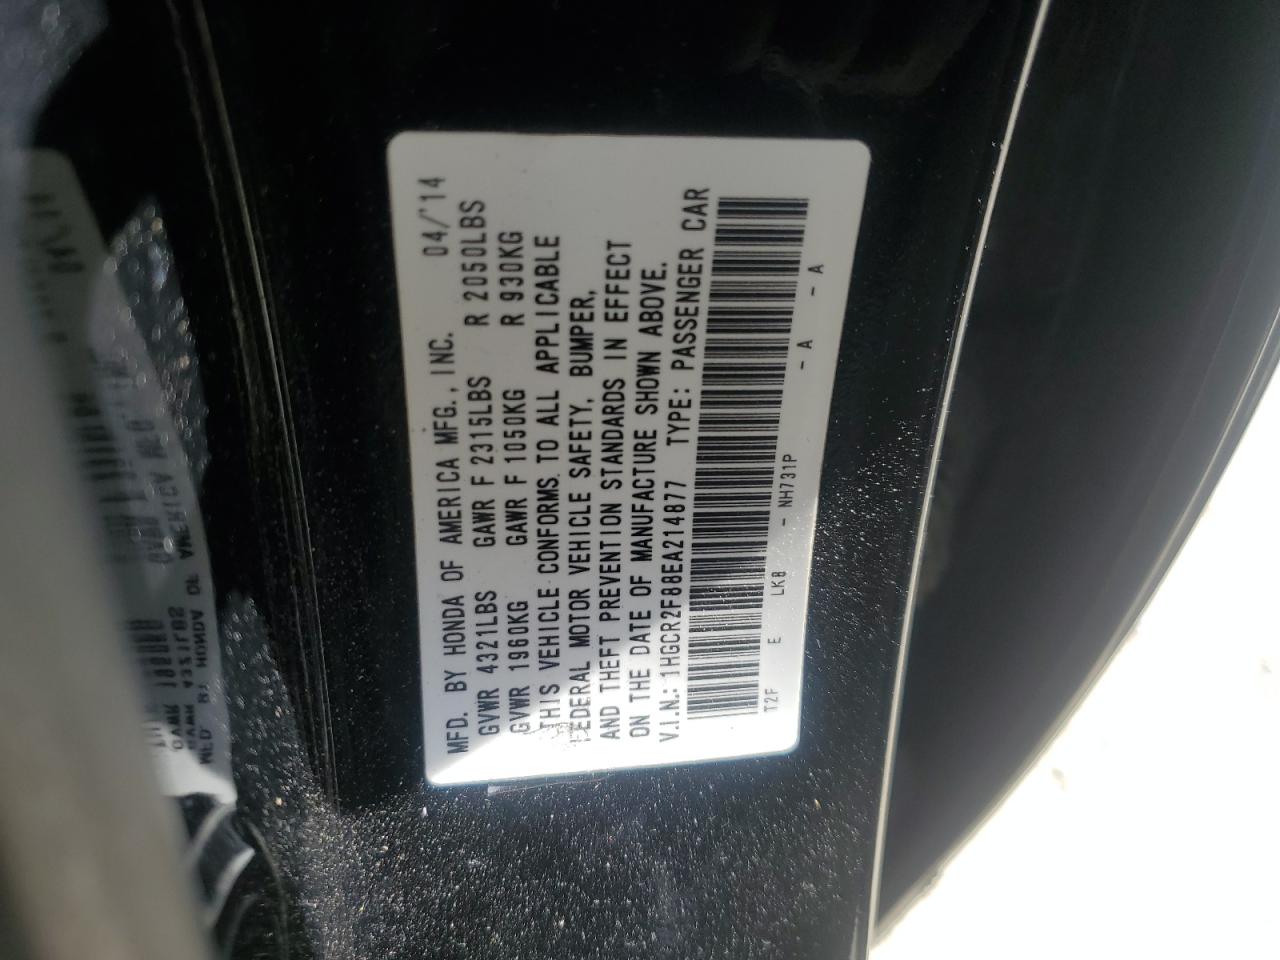 MFD. BY HONDA OF AMERICA MFG., INC. 04/'14
GVWR 4321LBS GAWR F 2315LBS R 2050LBS
GVWR 1960KG GAWR F 1050KG R 930KG
THIS VEHICLE CONFORMS TO ALL APPLICABLE
FEDERAL MOTOR VEHICLE SAFETY, BUMPER,
AND THEFT PREVENTION STANDARDS IN EFFECT
ON THE DATE OF MANUFACTURE SHOWN ABOVE.
V.I.N.: 1HGCR2F88EA214877 TYPE: PASSENGER CAR
T2F E LK8 - NH731P - A - A